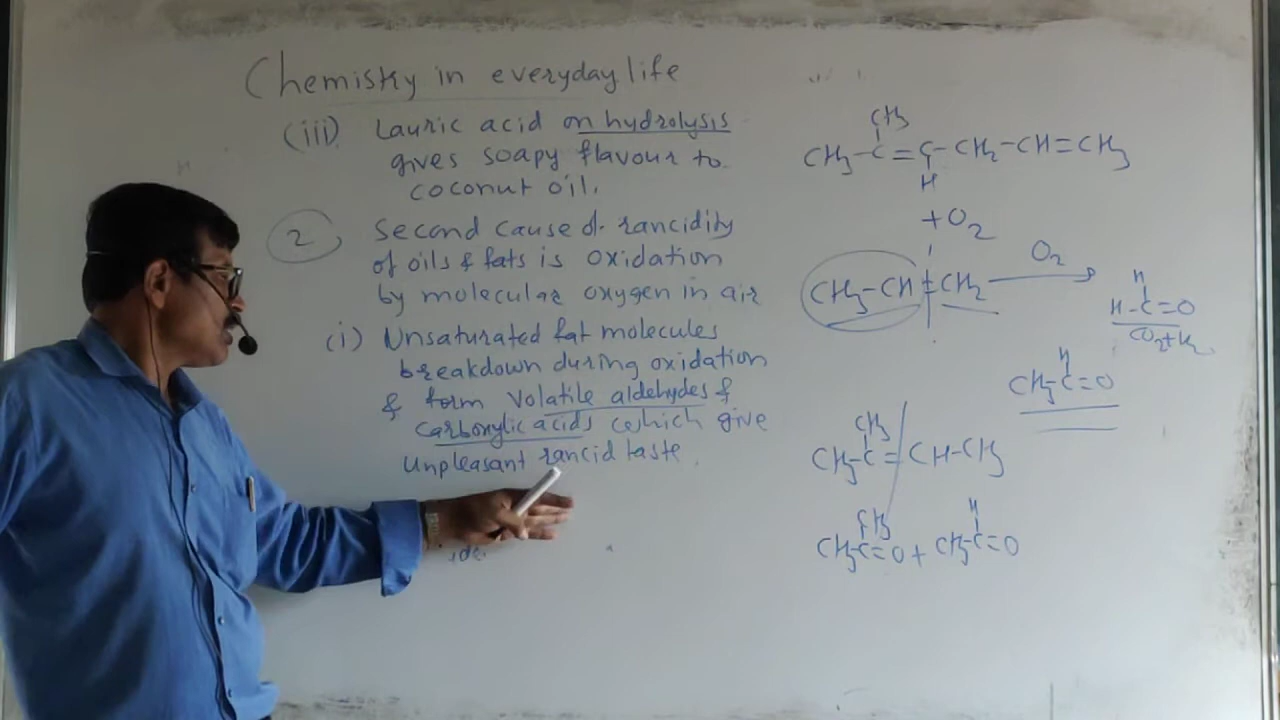 Chemistry in everyday life
(iii) Lauric acid on hydrolysis
gives soapy flavour to
coconut oil.
2 Second cause of rancidity
of oils & fats is oxidation
by molecular oxygen in air
(i) Unsaturated fat molecules
breakdown during oxidation
& form volatile aldehydes &
carboxylic acids which give
unpleasant rancid taste
CH3
CH3-C=C-CH2-CH=CH3
H
+O2
CH3-CH=CH2 O2
H
H-C=O
CO2+H2
H
CH3-C=O
CH3
CH3-C=CH-CH3
CH3 H
CH3-C=O+CH3-C=O